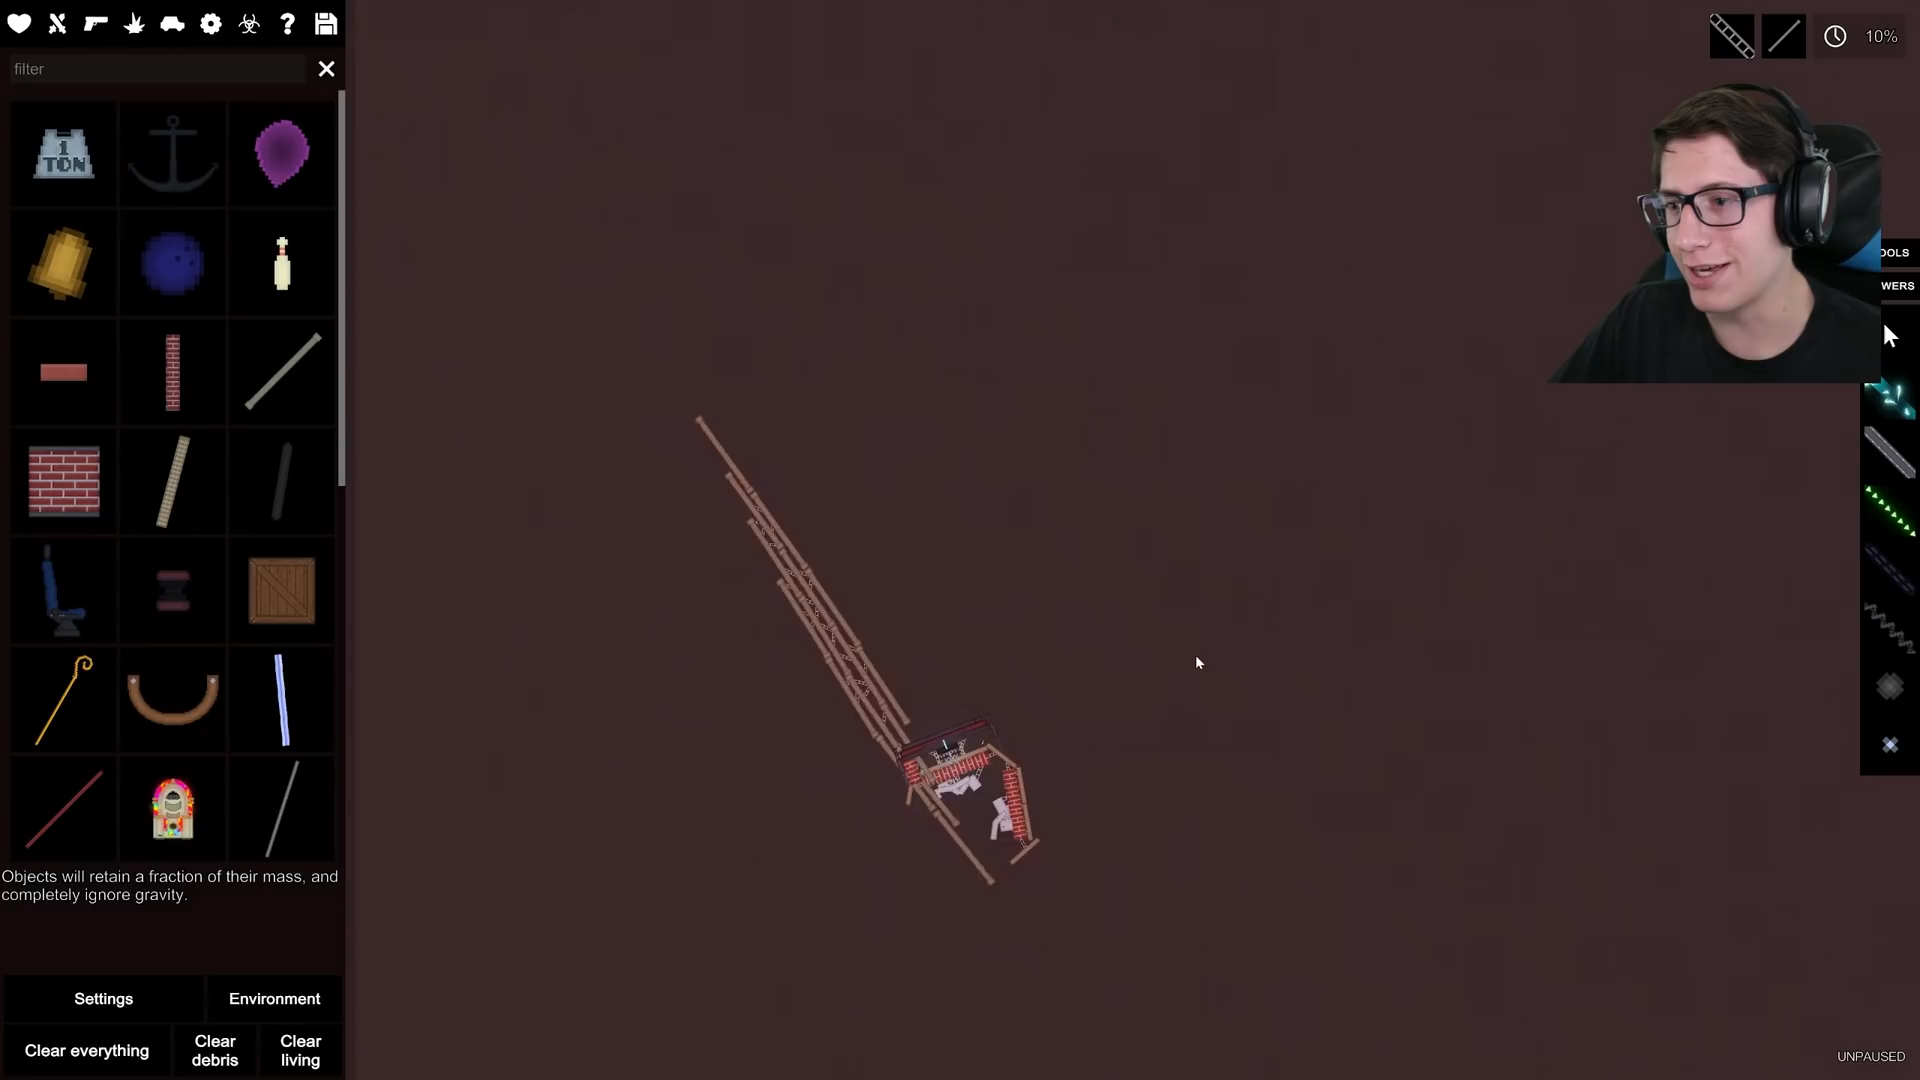 filter
10%
OOLS
WERS
1
TON
Objects will retain a fraction of their mass, and
completely ignore gravity.
Settings
Environment
Clear everything
Clear
debris
Clear
living
UNPAUSED